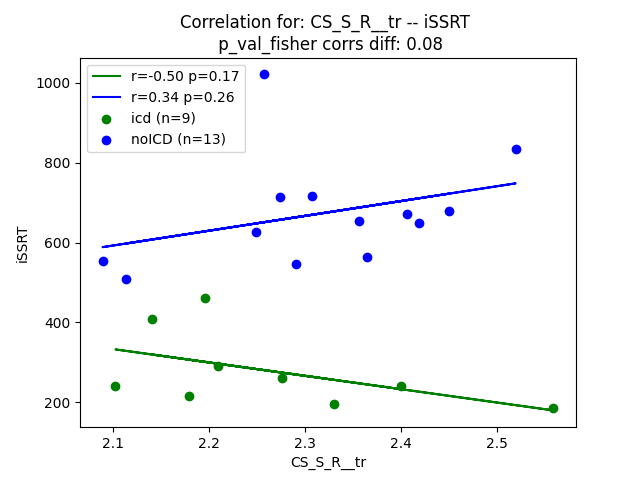 Correlation for: CS_S_R__tr -- iSSRT
p_val_fisher corrs diff: 0.08
r=-0.50 p=0.17
r=0.34 p=0.26
icd (n=9)
noICD (n=13)
1000
800
600
400
200
iSSRT
2.1 2.2 2.3 2.4 2.5
CS_S_R__tr